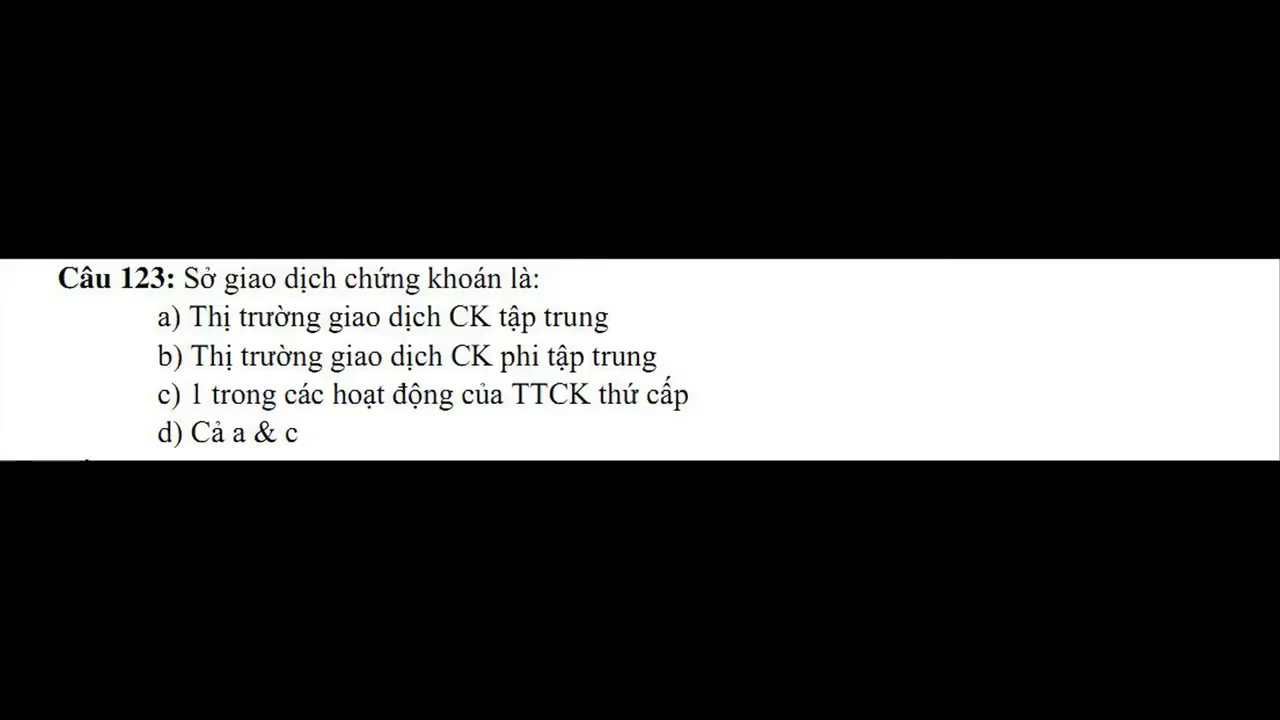 Câu 123: Sở giao dịch chứng khoán là:
a) Thị trường giao dịch CK tập trung
b) Thị trường giao dịch CK phi tập trung
c) 1 trong các hoạt động của TTCK thứ cấp
d) Cả a & c